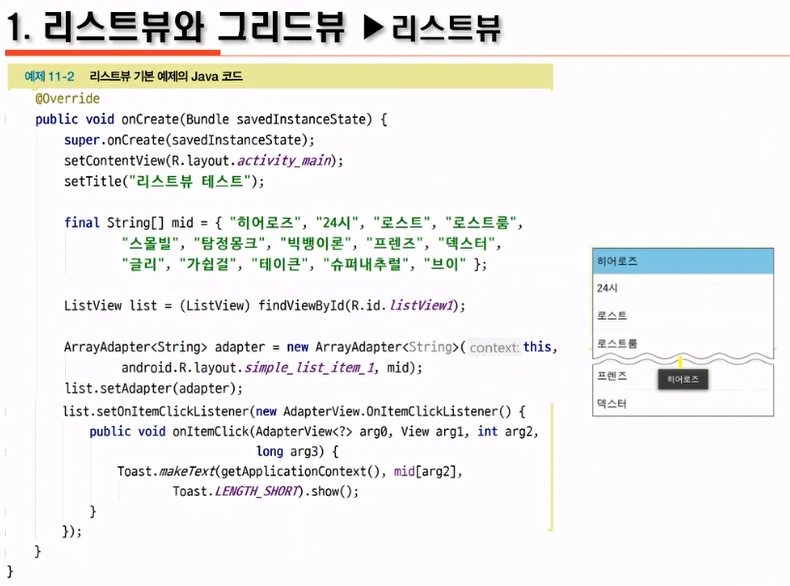 1. 리스트뷰와 그리드뷰 ▶리스트뷰
예제 11-2 리스트뷰 기본 예제의 Java 코드
@Override
public void onCreate(Bundle savedInstanceState) {
super.onCreate(savedInstanceState);
setContentView(R.layout.activity_main);
setTitle("리스트뷰 테스트");
final String[] mid = { "히어로즈", "24시", "로스트", "로스트룸",
"스몰빌", "탐정몽크", "빅뱅이론", "프렌즈", "덱스터",
"글리", "가쉽걸", "테이큰", "슈퍼내추럴", "브이" };
ListView list = (ListView) findViewById(R.id.listView1);
ArrayAdapter<String> adapter = new ArrayAdapter<String>( context: this,
android.R.layout.simple_list_item_1, mid);
list.setAdapter(adapter);
list.setOnItemClickListener(new AdapterView.OnItemClickListener() {
public void onItemClick(AdapterView<?> arg0, View arg1, int arg2,
long arg3) {
Toast.makeText(getApplicationContext(), mid[arg2],
Toast.LENGTH_SHORT).show();
}
});
}
}
히어로즈
24시
로스트
로스트룸
프렌즈
히어로즈
덱스터